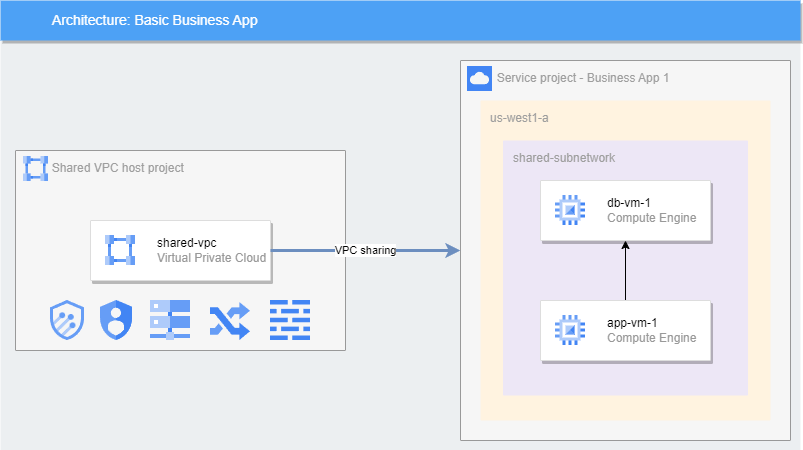 Architecture: Basic Business App
Service project - Business App 1
us-west1-a
shared-subnetwork
Shared VPC host project
db-vm-1
Compute Engine
shared-vpc
Virtual Private Cloud
VPC sharing
app-vm-1
Compute Engine